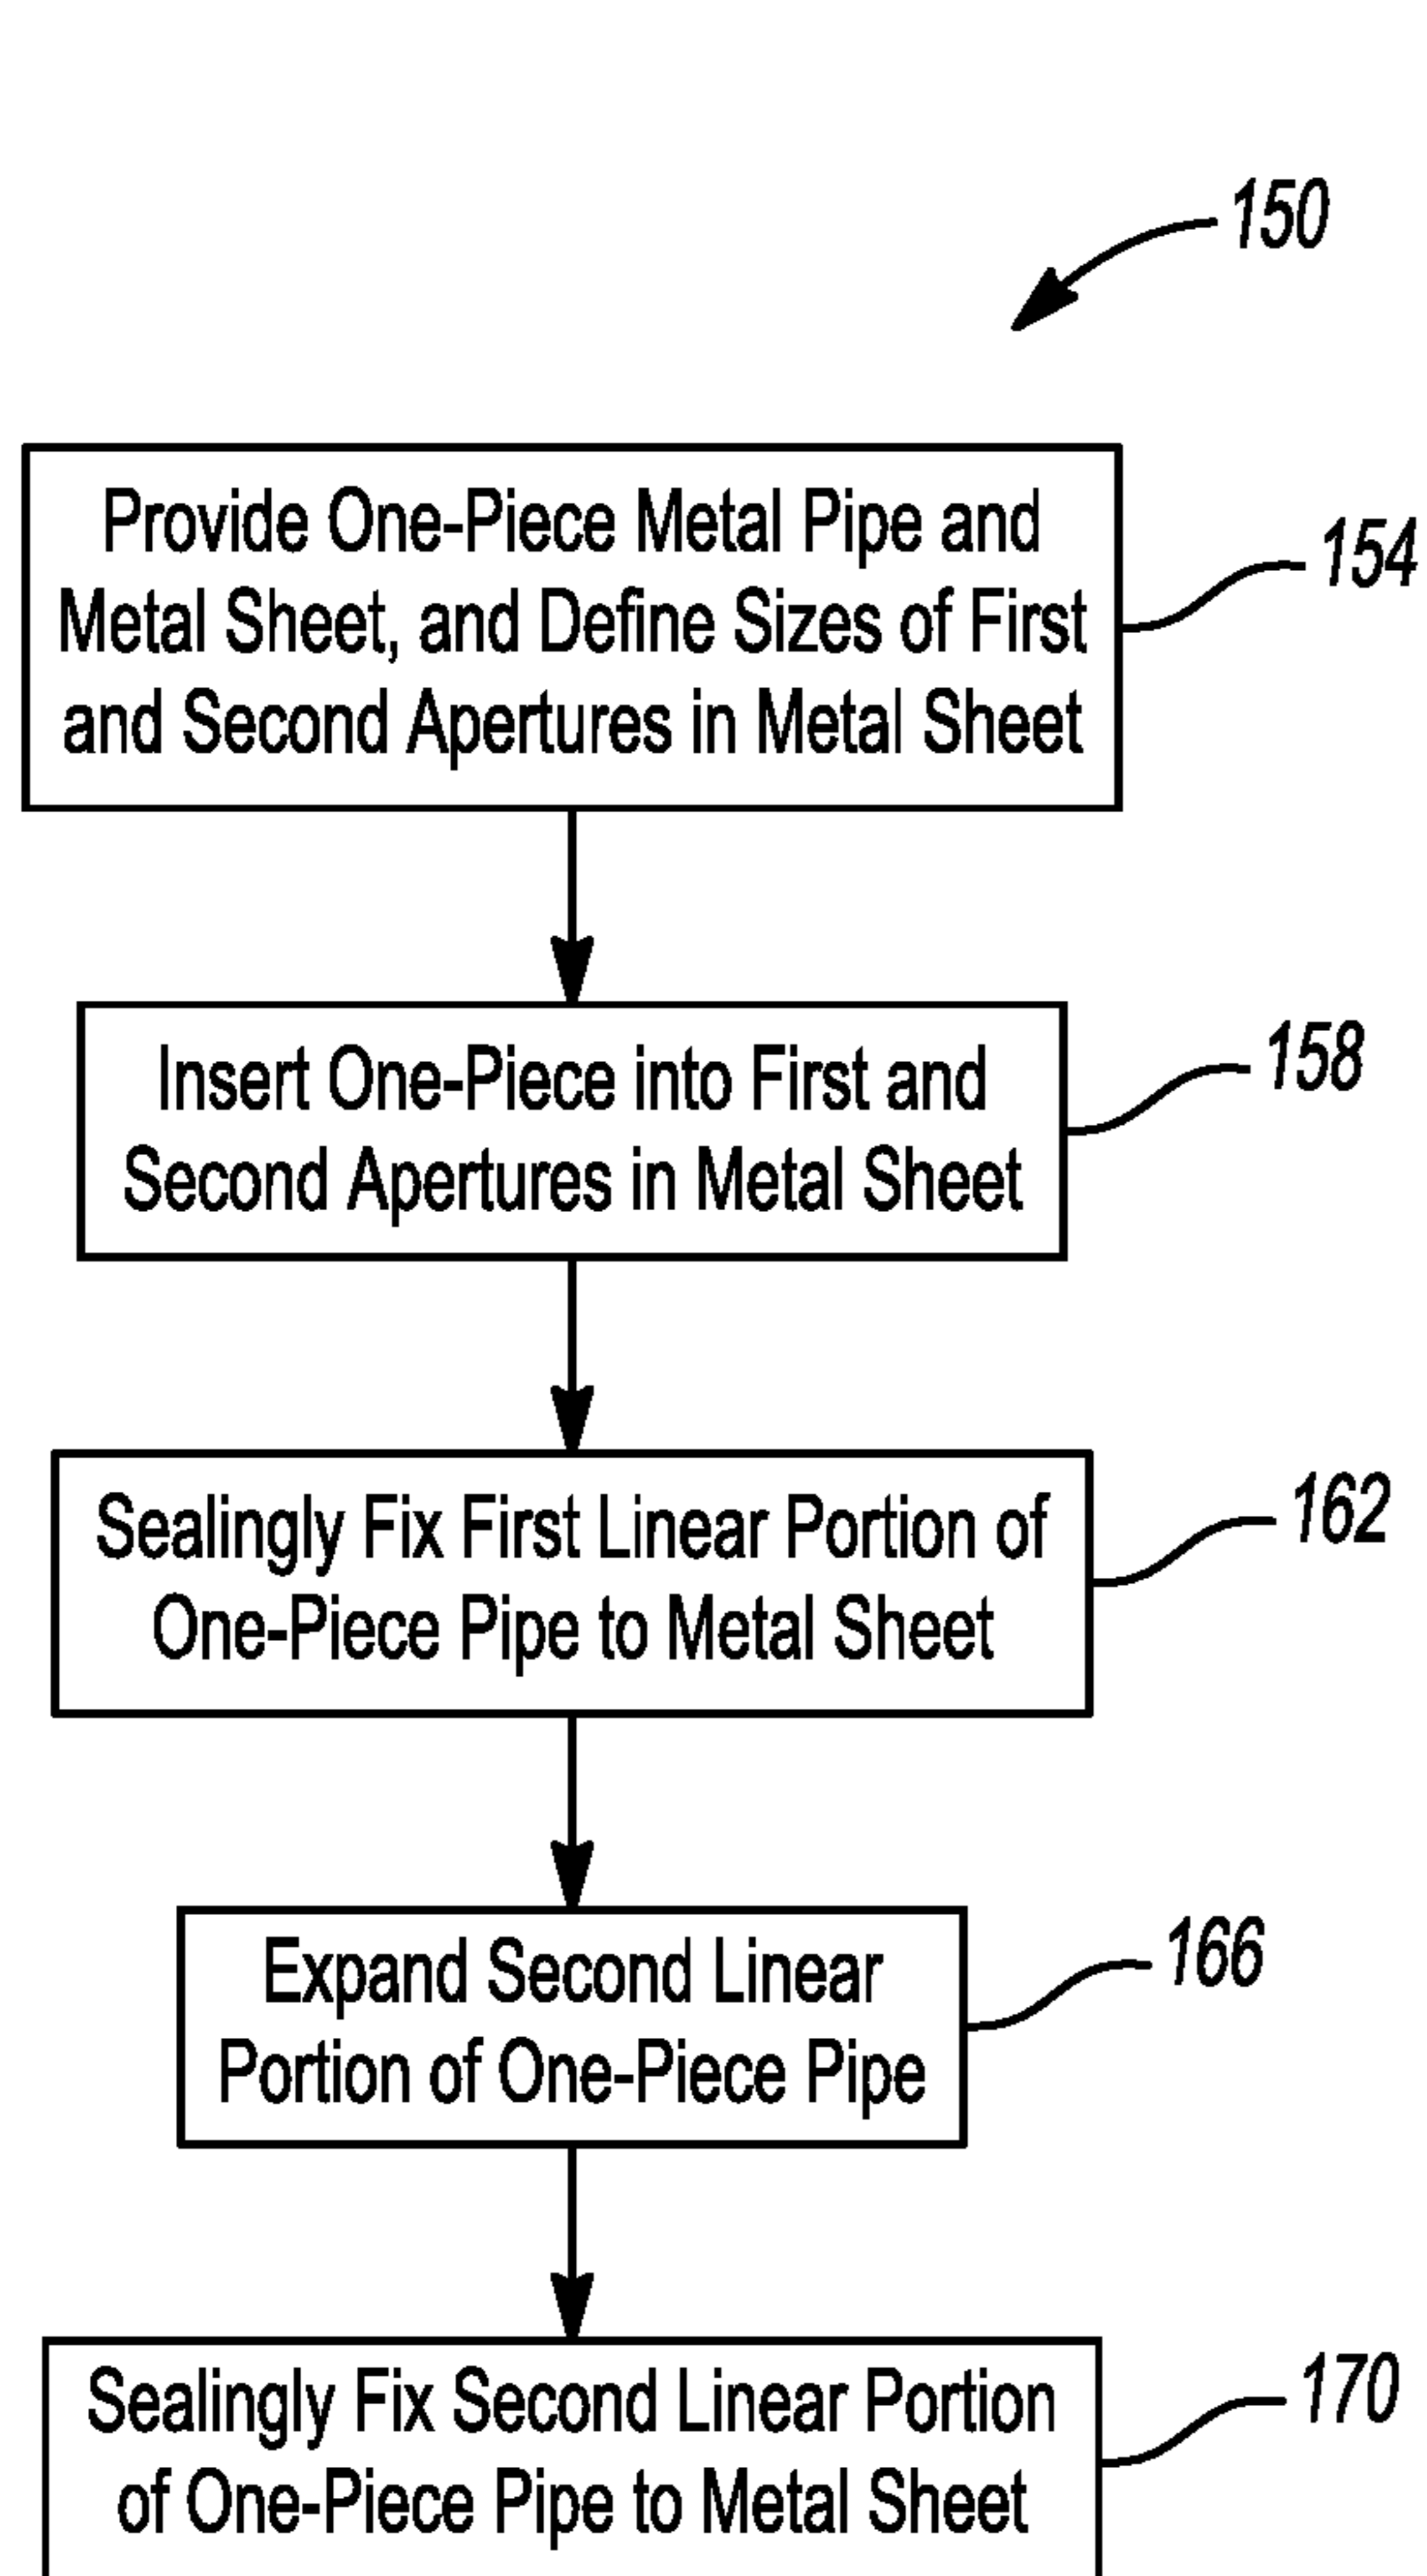 150
Provide One-Piece Metal Pipe and
Metal Sheet, and Define Sizes of First
and Second Apertures in Metal Sheet
154
Insert One-Piece into First and
Second Apertures in Metal Sheet
158
Sealingly Fix First Linear Portion of
One-Piece Pipe to Metal Sheet
162
Expand Second Linear
Portion of One-Piece Pipe
166
Sealingly Fix Second Linear Portion
of One-Piece Pipe to Metal Sheet
170